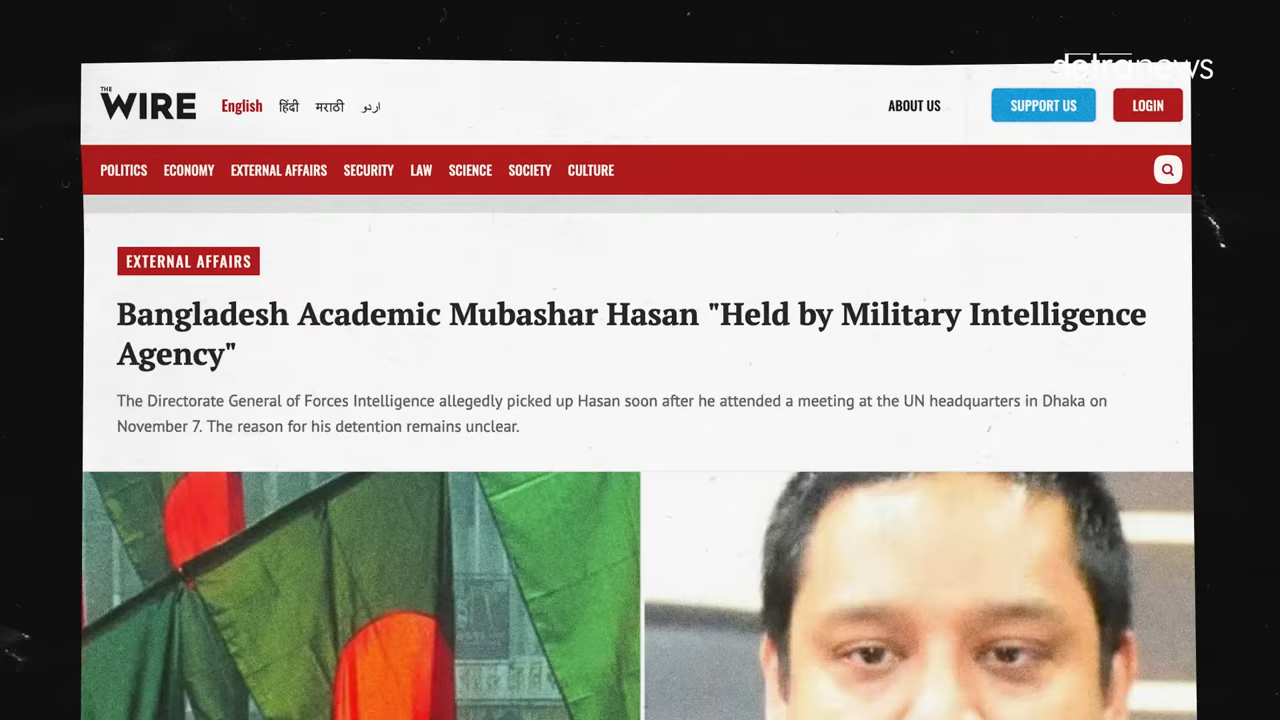 netranews
THE
WIRE
English हिंदी मराठी اردو
ABOUT US SUPPORT US LOGIN
POLITICS ECONOMY EXTERNAL AFFAIRS SECURITY LAW SCIENCE SOCIETY CULTURE
EXTERNAL AFFAIRS
Bangladesh Academic Mubashar Hasan "Held by Military Intelligence
Agency"
The Directorate General of Forces Intelligence allegedly picked up Hasan soon after he attended a meeting at the UN headquarters in Dhaka on
November 7. The reason for his detention remains unclear.